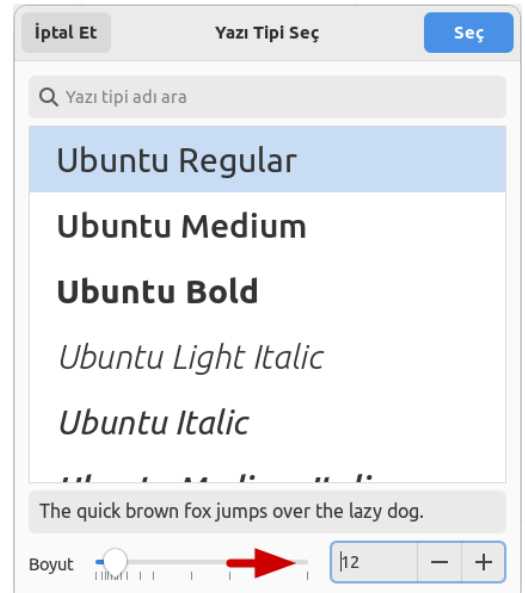 İptal Et
Yazı Tipi Seç
Seç
Yazı tipi adı ara
Ubuntu Regular
Ubuntu Medium
Ubuntu Bold
Ubuntu Light Italic
Ubuntu Italic
The quick brown fox jumps over the lazy dog.
Boyut
12